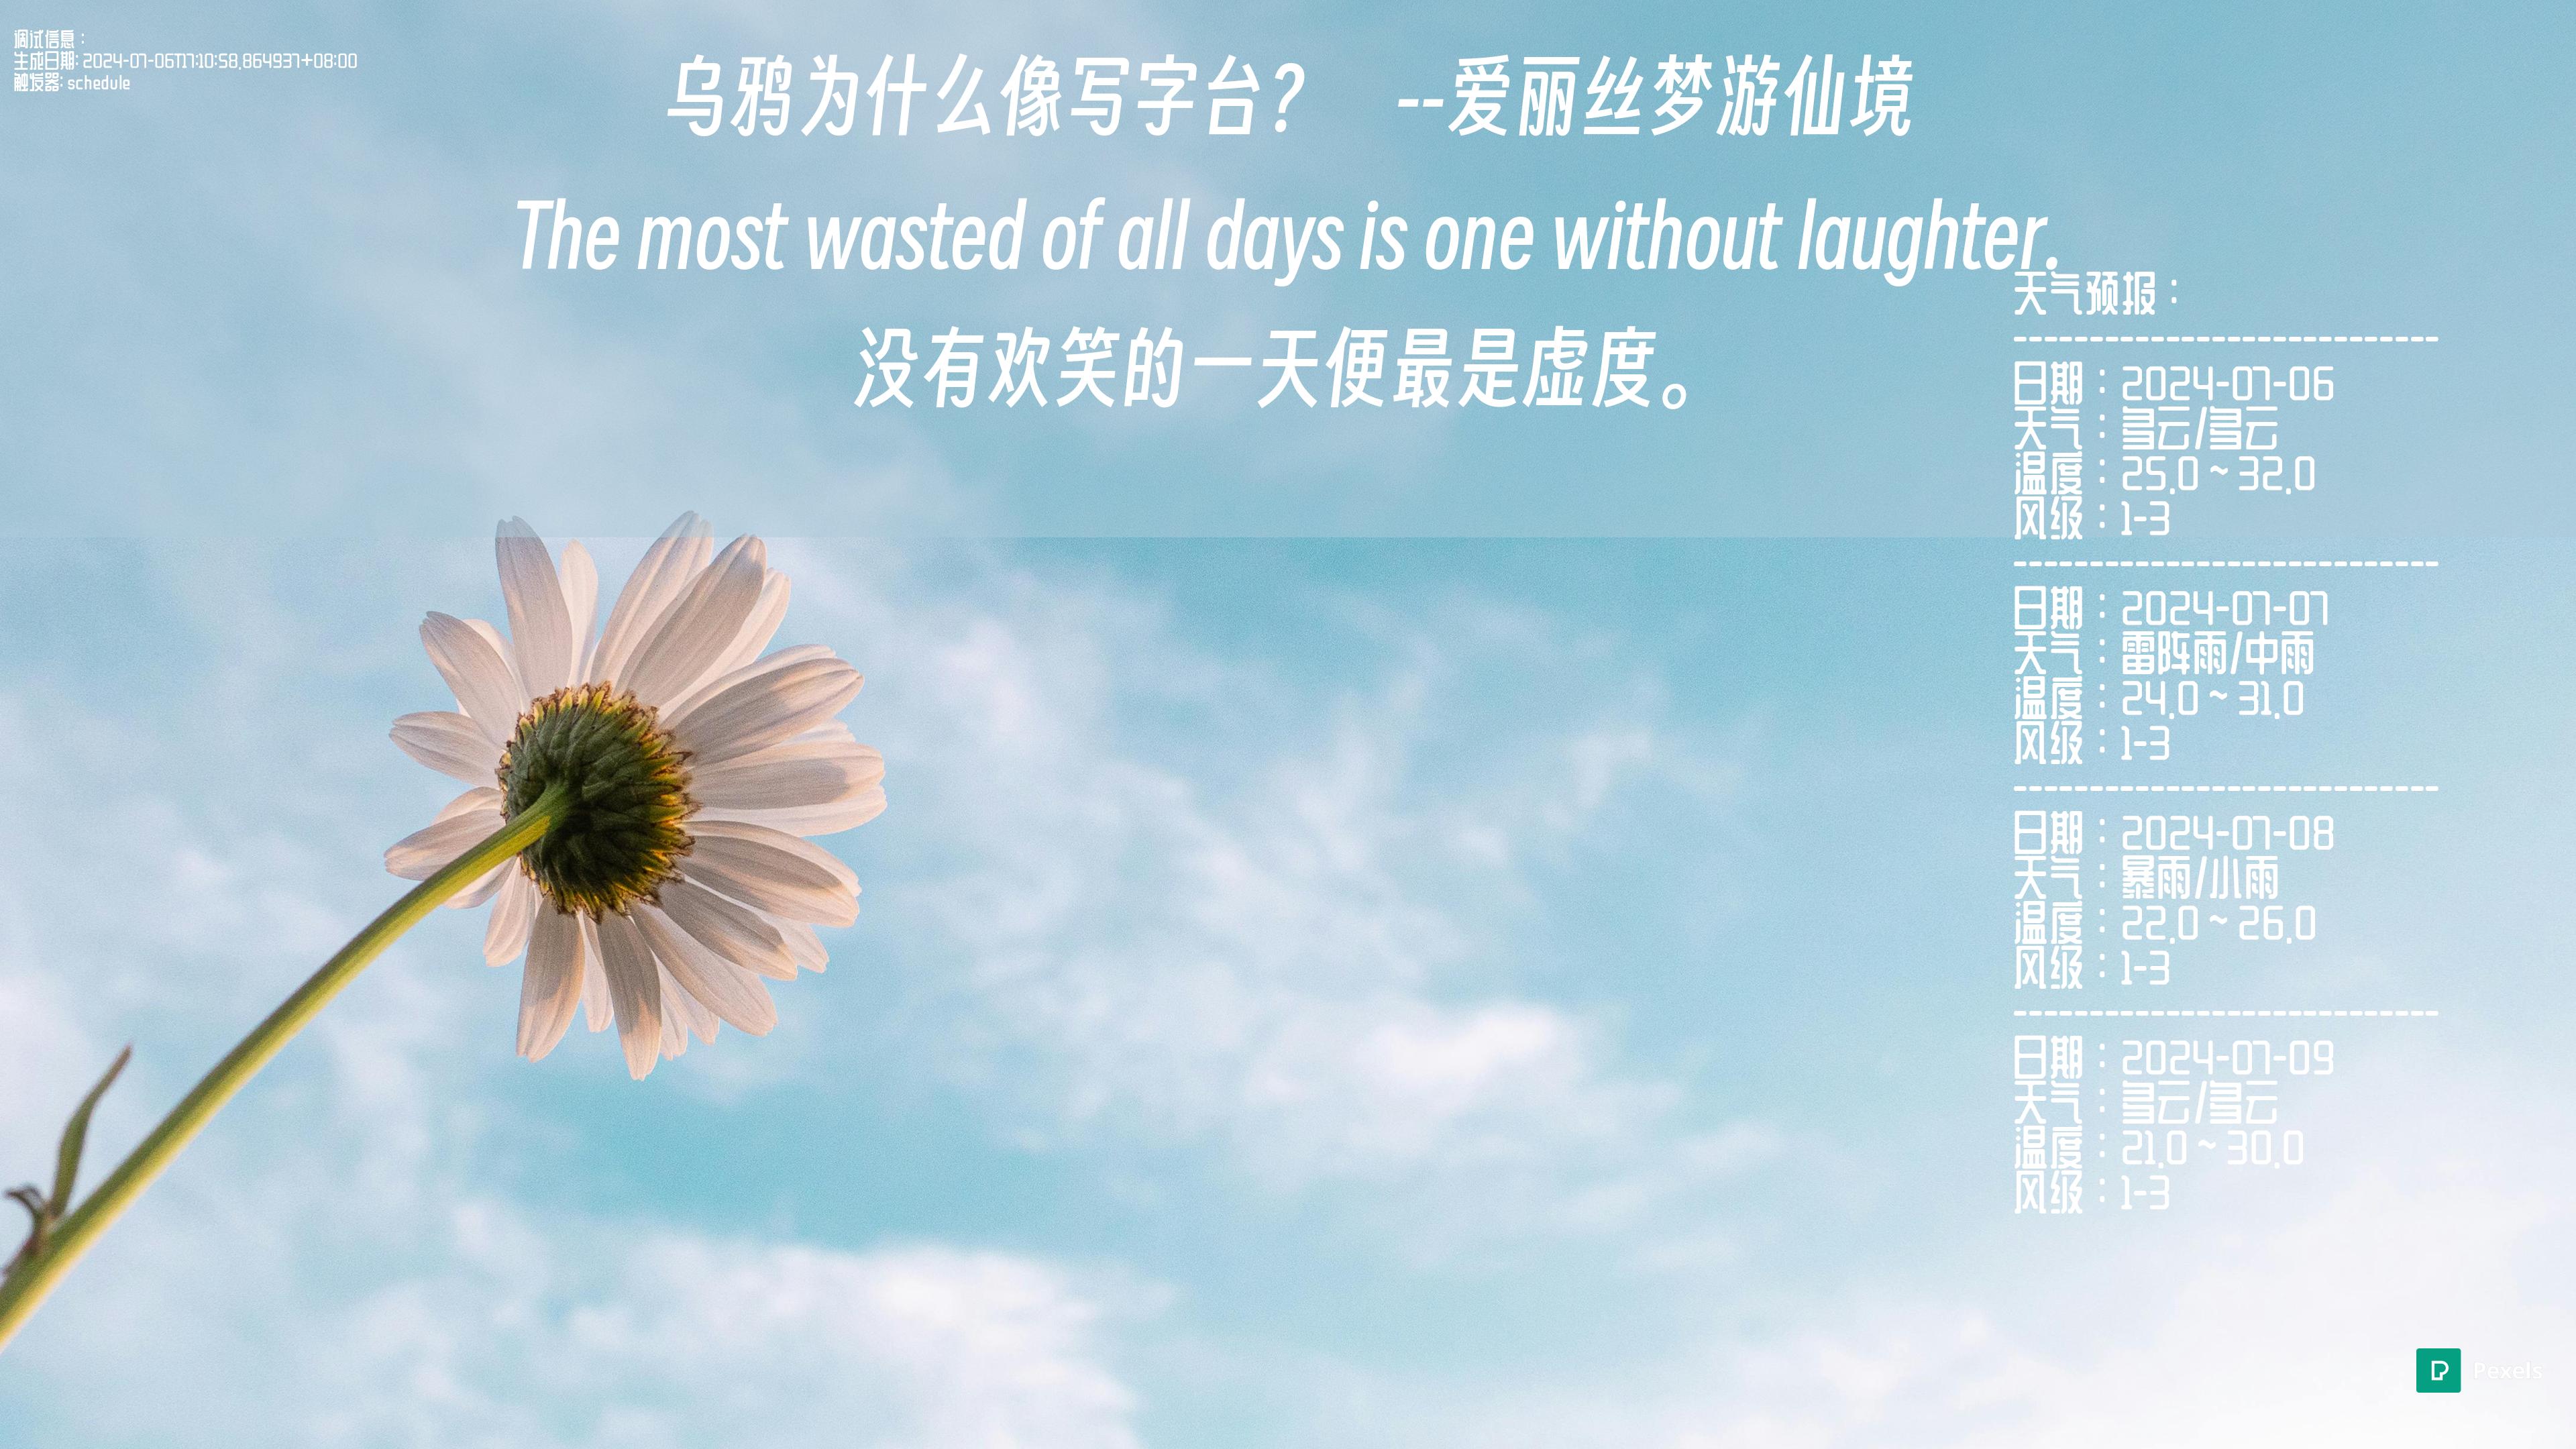 调试信息：
生成日期: 2024-07-06T17:10:58.864937+08:00
触发器: schedule
乌鸦为什么像写字台？ --爱丽丝梦游仙境
The most wasted of all days is one without laughter.
没有欢笑的一天便最是虚度。
天气预报：
----------------------------
日期：2024-07-06
天气：多云/多云
温度：25.0 ~ 32.0
风级：1-3
----------------------------
日期：2024-07-07
天气：雷阵雨/中雨
温度：24.0 ~ 31.0
风级：1-3
----------------------------
日期：2024-07-08
天气：暴雨/小雨
温度：22.0 ~ 26.0
风级：1-3
----------------------------
日期：2024-07-09
天气：多云/多云
温度：21.0 ~ 30.0
风级：1-3
Pexels